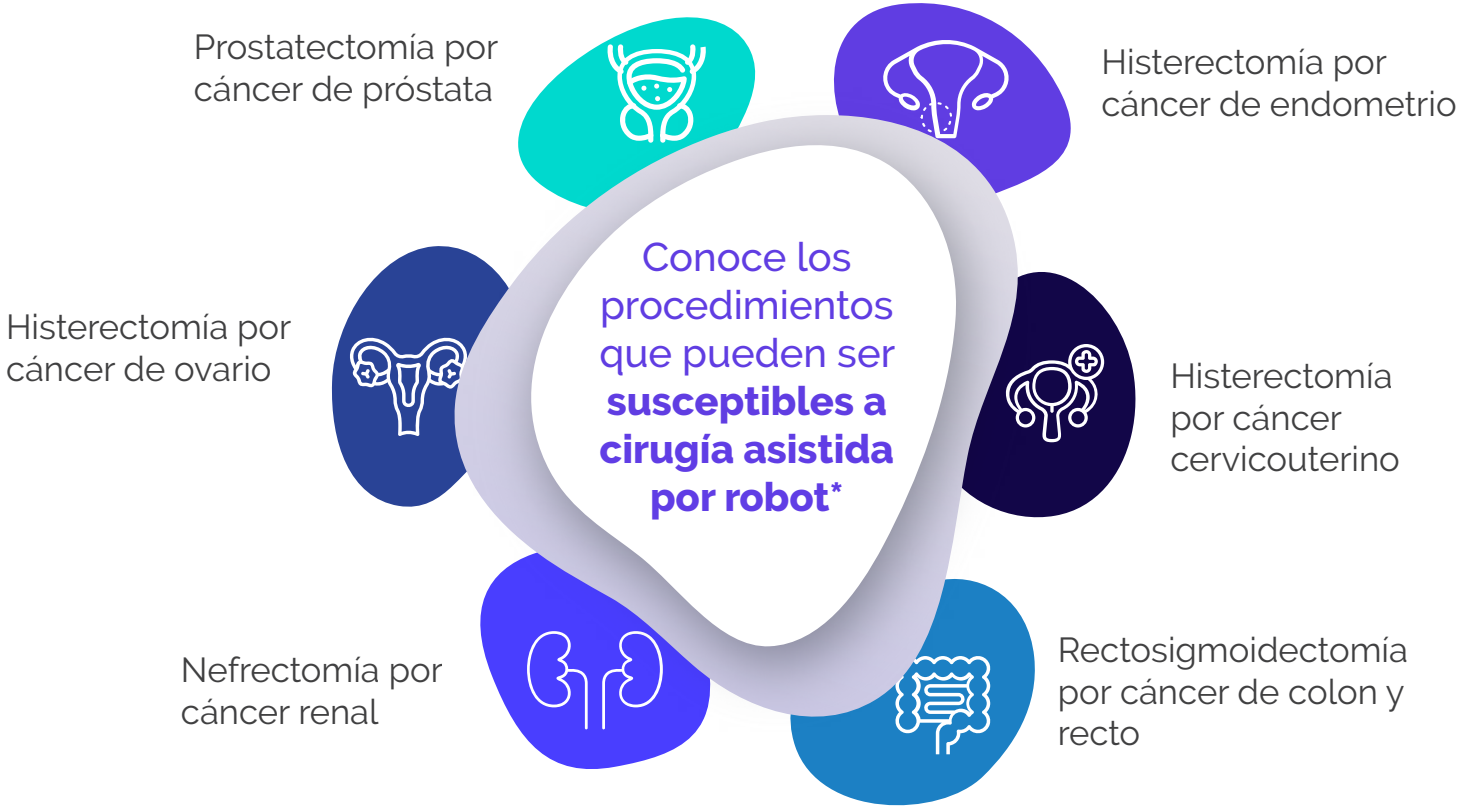 Prostatectomía por
cáncer de próstata
Histerectomía por
cáncer de endometrio
Conoce los
procedimientos
que pueden ser
susceptibles a
cirugía asistida
por robot*
Histerectomía por
cáncer de ovario
Histerectomía
por cáncer
cervicouterino
Nefrectomía por
cáncer renal
Rectosigmoidectomía
por cáncer de colon y
recto